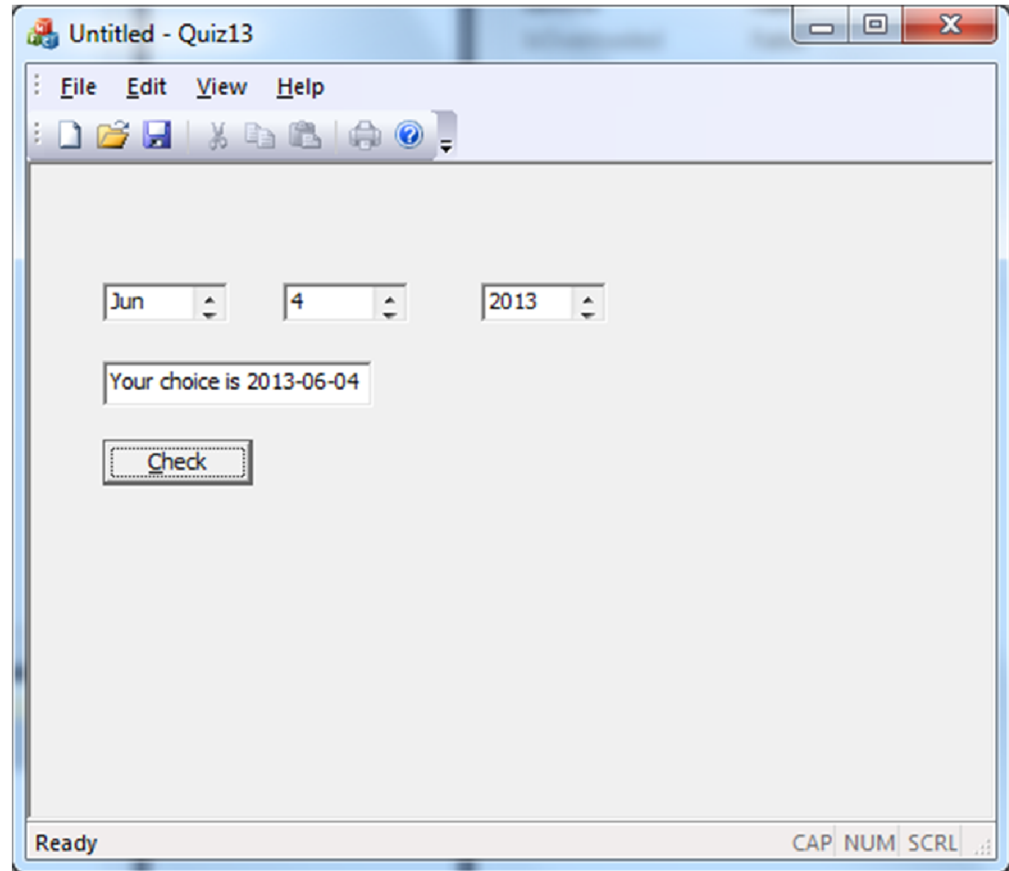 Untitled - Quiz13
File Edit View Help
Jun 4 2013
Your choice is 2013-06-04
Check
Ready CAP NUM SCRL